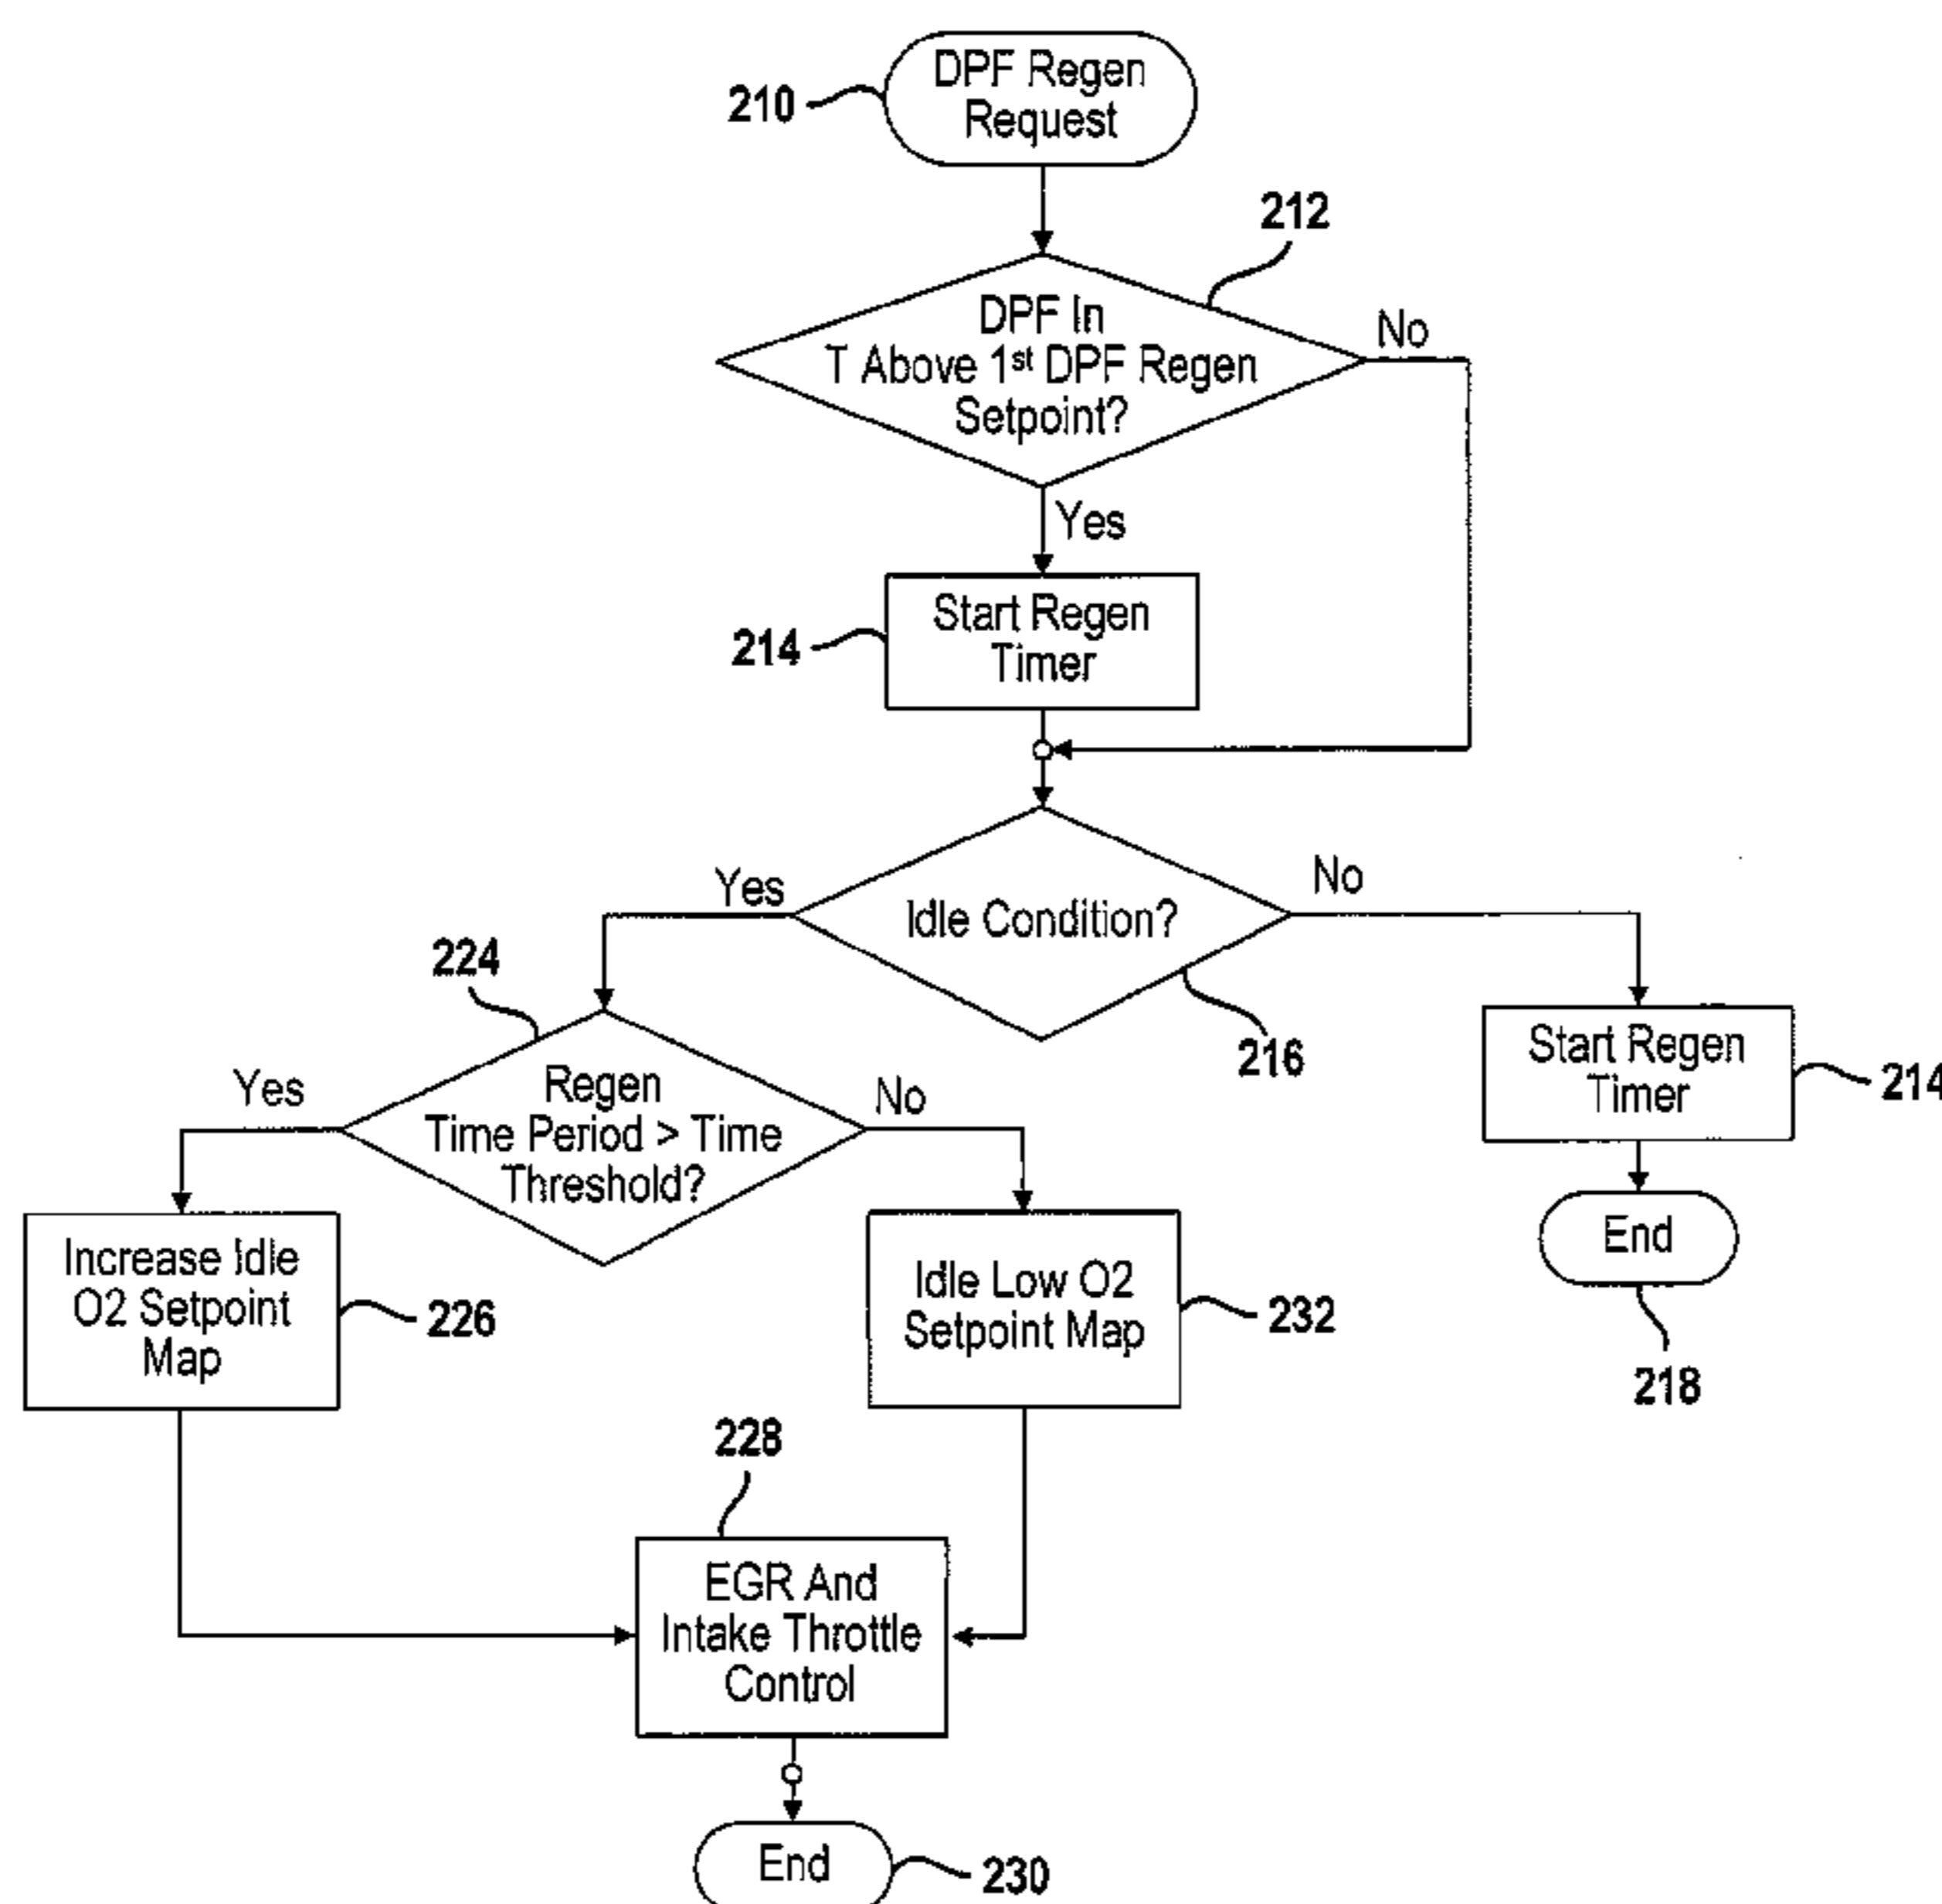 DPF Regen
Request
210
212
DPF In
T Above 1st DPF Regen
Setpoint?
No
Yes
Start Regen
Timer
214
Yes
Idle Condition?
No
216
224
Regen
Time Period > Time
Threshold?
Yes
No
Start Regen
Timer
214
End
218
Increase Idle
O2 Setpoint
Map
226
Idle Low O2
Setpoint Map
232
228
EGR And
Intake Throttle
Control
End
230